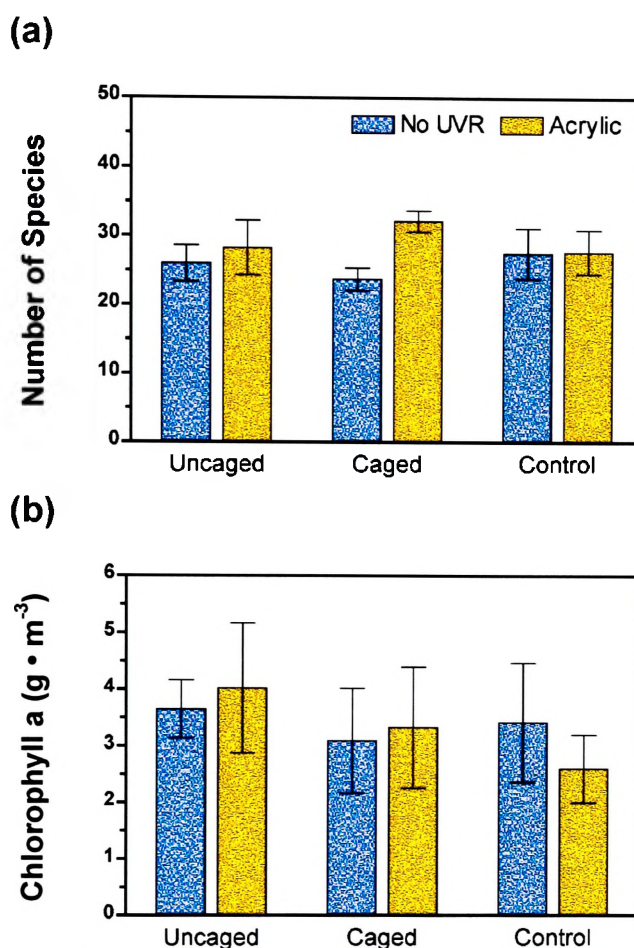 (a)
Number of Species
50
40
30
20
10
0
No UVR
Acrylic
Uncaged
Caged
Control
(b)
Chlorophyll a (g • m⁻³)
6
5
4
3
2
1
0
Uncaged
Caged
Control